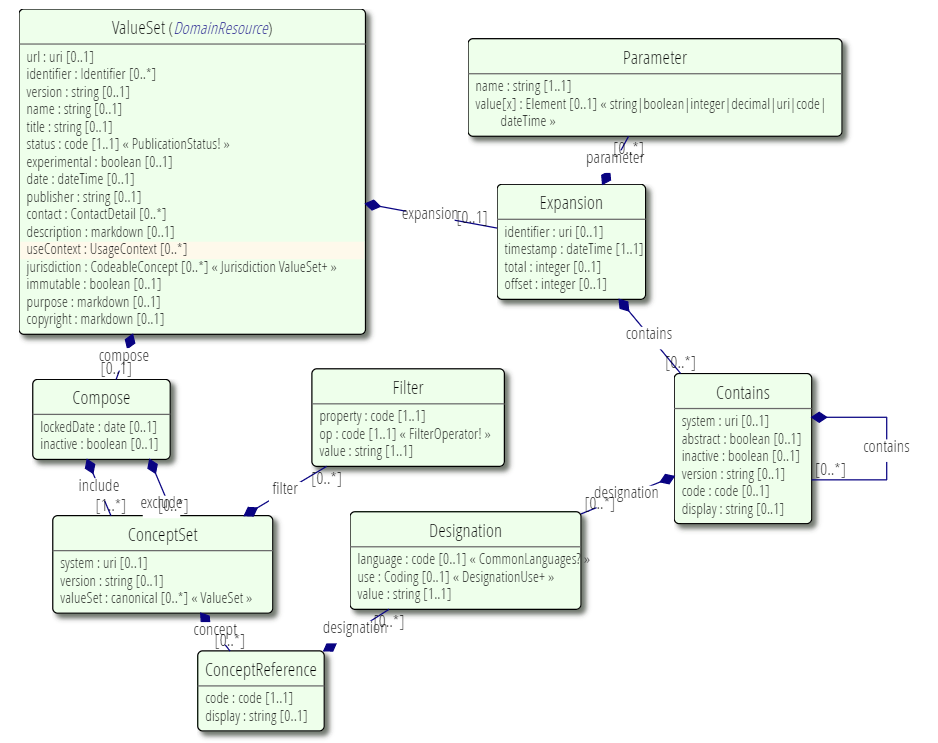 ValueSet (DomainResource)
url : uri [0..1]
identifier : Identifier [0..*]
version : string [0..1]
name : string [0..1]
title : string [0..1]
status : code [1..1] « PublicationStatus! »
experimental : boolean [0..1]
date : dateTime [0..1]
publisher : string [0..1]
contact : ContactDetail [0..*]
description : markdown [0..1]
useContext : UsageContext [0..*]
jurisdiction : CodeableConcept [0..*] « Jurisdiction ValueSet+ »
immutable : boolean [0..1]
purpose : markdown [0..1]
copyright : markdown [0..1]
Parameter
name : string [1..1]
value[x] : Element [0..1] « string|boolean|integer|decimal|uri|code|
dateTime »
[0..*]
parameter
Expansion
identifier : uri [0..1]
timestamp : dateTime [1..1]
total : integer [0..1]
offset : integer [0..1]
expansion
[0..1]
contains
[0..*]
compose
[0..1]
Compose
lockedDate : date [0..1]
inactive : boolean [0..1]
Filter
property : code [1..1]
op : code [1..1] « FilterOperator! »
value : string [1..1]
Contains
system : uri [0..1]
abstract : boolean [0..1]
inactive : boolean [0..1]
version : string [0..1]
code : code [0..1]
display : string [0..1]
contains
[0..*]
include
[1..*]
exclude
[0..*]
filter
[0..*]
designation
[0..*]
ConceptSet
system : uri [0..1]
version : string [0..1]
valueSet : canonical [0..*] « ValueSet »
Designation
language : code [0..1] « CommonLanguages? »
use : Coding [0..1] « DesignationUse+ »
value : string [1..1]
concept
[0..*]
designation
[0..*]
ConceptReference
code : code [1..1]
display : string [0..1]